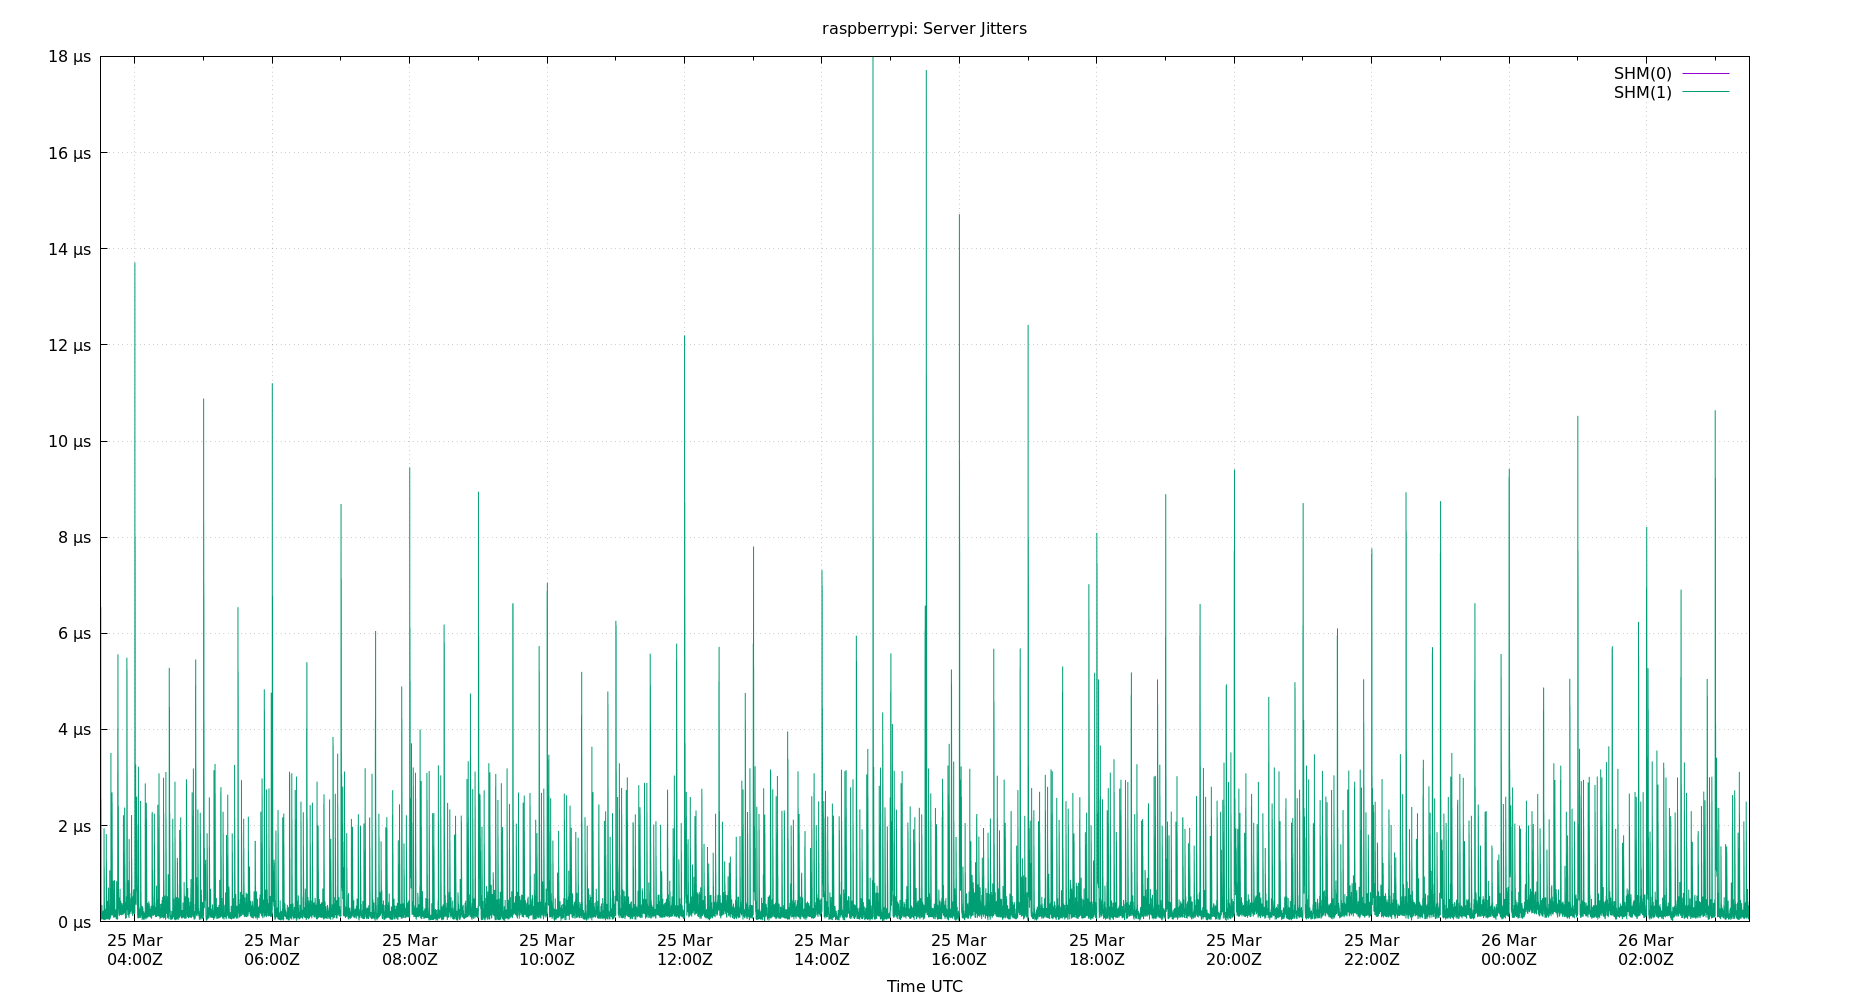 raspberrypi: Server Jitters
18 µs
16 µs
14 µs
12 µs
10 µs
8 µs
6 µs
4 µs
2 µs
0 µs
SHM(0)
SHM(1)
25 Mar 25 Mar 25 Mar 25 Mar 25 Mar 25 Mar 25 Mar 25 Mar 25 Mar 25 Mar 26 Mar 26 Mar
04:00Z 06:00Z 08:00Z 10:00Z 12:00Z 14:00Z 16:00Z 18:00Z 20:00Z 22:00Z 00:00Z 02:00Z
Time UTC